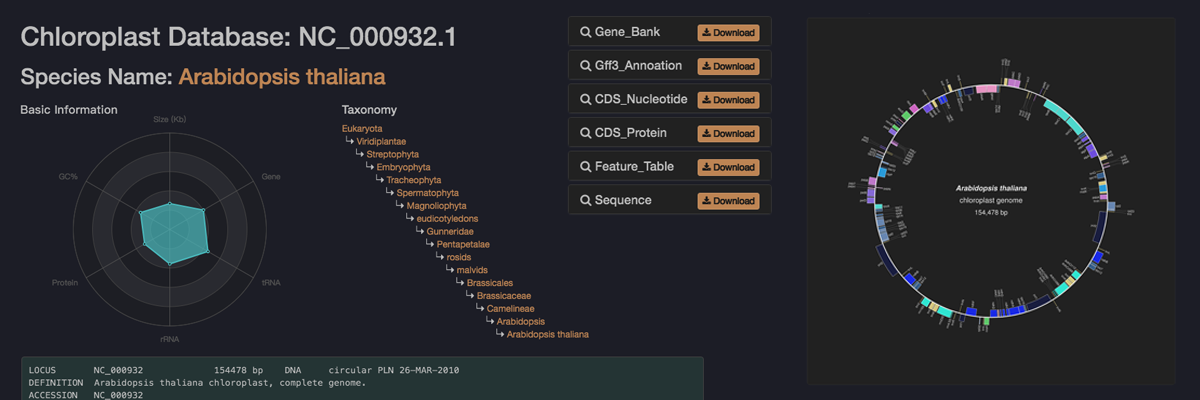 Chloroplast Database: NC_000932.1
Species Name: Arabidopsis thaliana
Basic Information
Size (Kb)
Gene
tRNA
rRNA
Protein
GC%
Taxonomy
Eukaryota
Viridiplantae
Streptophyta
Embryophyta
Tracheophyta
Spermatophyta
Magnoliophyta
eudicotyledons
Gunneridae
Pentapetalae
rosids
malvids
Brassicales
Brassicaceae
Camelineae
Arabidopsis
Arabidopsis thaliana
Gene_Bank Download
Gff3_Annoation Download
CDS_Nucleotide Download
CDS_Protein Download
Feature_Table Download
Sequence Download
Arabidopsis thaliana
chloroplast genome
154,478 bp
LOCUS NC_000932 154478 bp DNA circular PLN 26-MAR-2010
DEFINITION Arabidopsis thaliana chloroplast, complete genome.
ACCESSION NC_000932